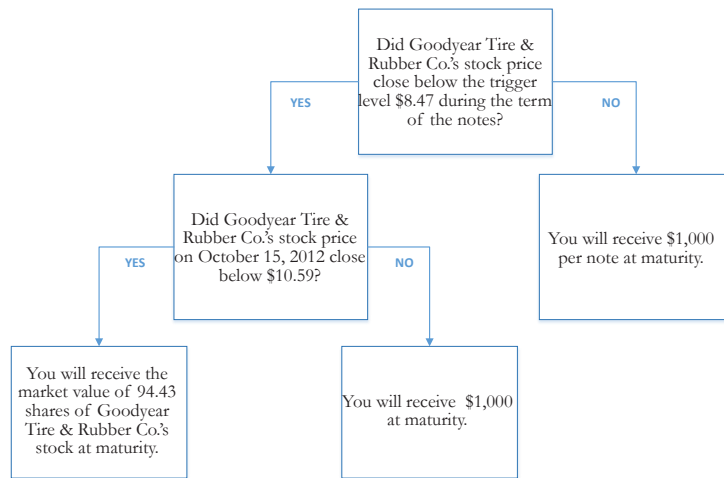 Did Goodyear Tire &
Rubber Co.'s stock price
close below the trigger
level $8.47 during the term
of the notes?
YES
NO
Did Goodyear Tire &
Rubber Co.'s stock price
on October 15, 2012 close
below $10.59?
You will receive $1,000
per note at maturity.
YES
NO
You will receive the
market value of 94.43
shares of Goodyear
Tire & Rubber Co.'s
stock at maturity.
You will receive $1,000
at maturity.